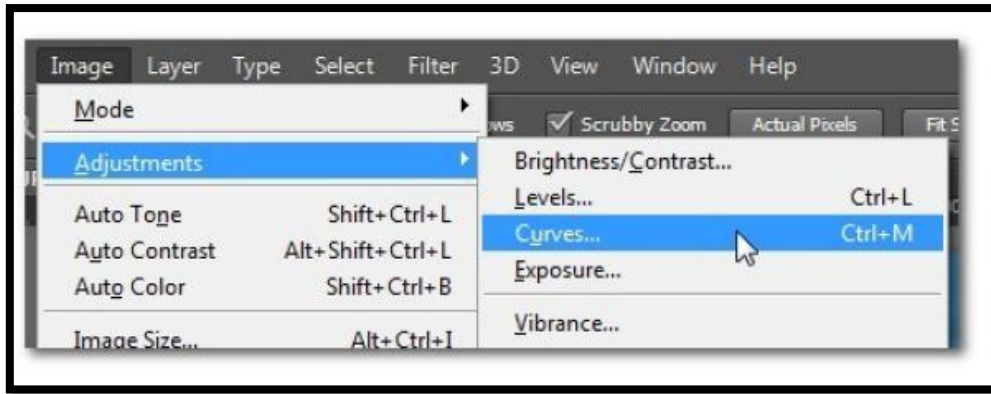 Image Layer Type Select Filter 3D View Window Help
Mode
ows Scrubby Zoom Actual Pixels Fit S
Adjustments
Brightness/Contrast...
Levels... Ctrl+L
Auto Tone Shift+Ctrl+L
Curves... Ctrl+M
Auto Contrast Alt+Shift+Ctrl+L
Exposure...
Auto Color Shift+Ctrl+B
Vibrance...
Image Size... Alt+Ctrl+I